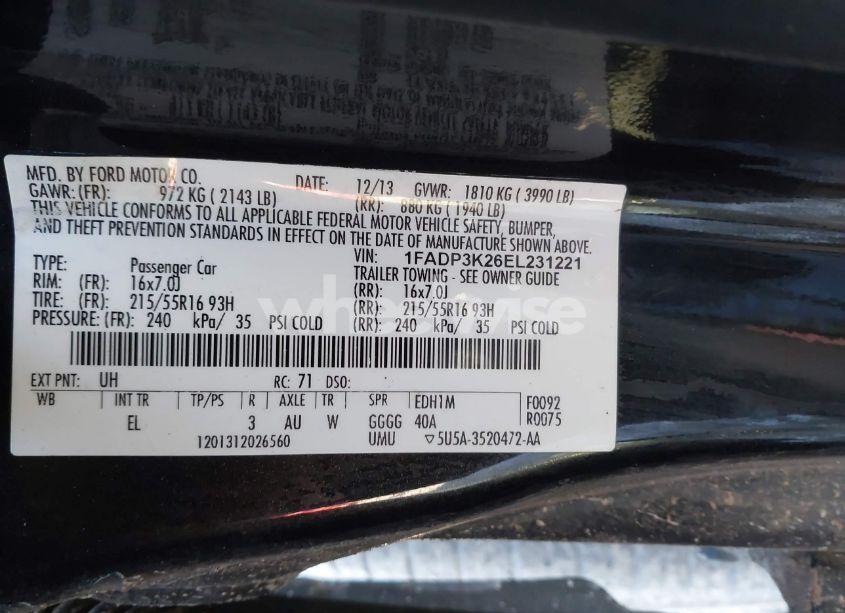 MFD. BY FORD MOTOR CO.
DATE: 12/13 GVWR: 1810 KG ( 3990 LB)
GAWR: (FR): 972 KG ( 2143 LB) (RR): 880 KG ( 1940 LB)
THIS VEHICLE CONFORMS TO ALL APPLICABLE FEDERAL MOTOR VEHICLE SAFETY, BUMPER,
AND THEFT PREVENTION STANDARDS IN EFFECT ON THE DATE OF MANUFACTURE SHOWN ABOVE.
VIN: 1FADP3K26EL231221
TYPE: Passenger Car TRAILER TOWING - SEE OWNER GUIDE
RIM: (FR): 16x7.0J (RR): 16x7.0J
TIRE: (FR): 215/55R16 93H (RR): 215/55R16 93H
PRESSURE: (FR): 240 kPa/ 35 PSI COLD (RR): 240 kPa/ 35 PSI COLD
wheelwise
EXT PNT: UH RC: 71 DSO:
WB INT TR TP/PS R AXLE TR SPR EDH1M F0092
EL 3 AU W GGGG 40A R0075
1201312026560 UMU ▽5U5A-3520472-AA